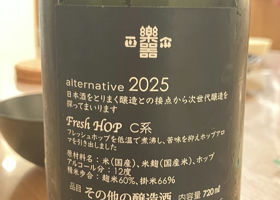 樂器正宗
alternative 2025
日本酒をとりまく醸造との接点から次世代醸造を
探ってまいります
Fresh HOP C系
フレッシュホップを低温で煮沸し、苦味を抑えホップアロ
マを引き出しました
原材料名：米(国産)、米麹(国産米)、ホップ
アルコール分：12度
精米歩合：麹米60%、掛米66%
品目 その他の醸造酒 内容量 720ml